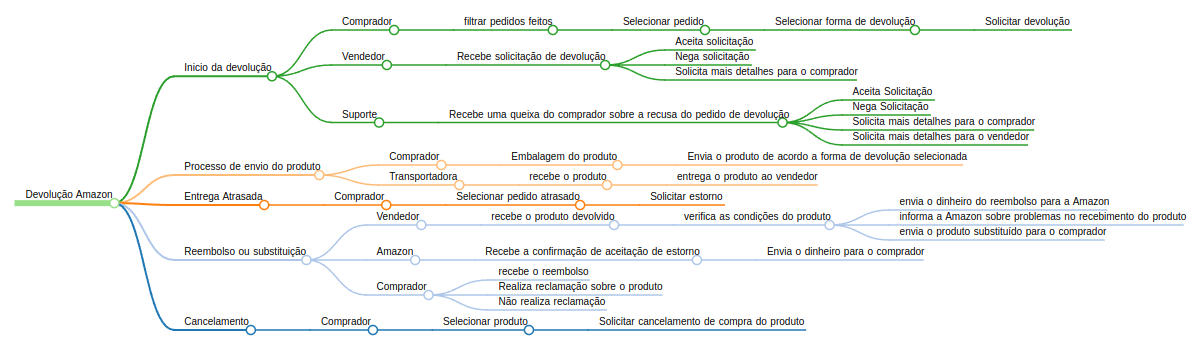 Devolução Amazon
Inicio da devolução
Comprador
filtrar pedidos feitos
Selecionar pedido
Selecionar forma de devolução
Solicitar devolução
Vendedor
Recebe solicitação de devolução
Aceita solicitação
Nega solicitação
Solicita mais detalhes para o comprador
Suporte
Recebe uma queixa do comprador sobre a recusa do pedido de devolução
Aceita Solicitação
Nega Solicitação
Solicita mais detalhes para o comprador
Solicita mais detalhes para o vendedor
Processo de envio do produto
Comprador
Embalagem do produto
Envia o produto de acordo a forma de devolução selecionada
Transportadora
recebe o produto
entrega o produto ao vendedor
Entrega Atrasada
Comprador
Selecionar pedido atrasado
Solicitar estorno
Reembolso ou substituição
Vendedor
recebe o produto devolvido
verifica as condições do produto
envia o dinheiro do reembolso para a Amazon
informa a Amazon sobre problemas no recebimento do produto
envia o produto substituído para o comprador
Amazon
Recebe a confirmação de aceitação de estorno
Envia o dinheiro para o comprador
Comprador
recebe o reembolso
Realiza reclamação sobre o produto
Não realiza reclamação
Cancelamento
Comprador
Selecionar produto
Solicitar cancelamento de compra do produto